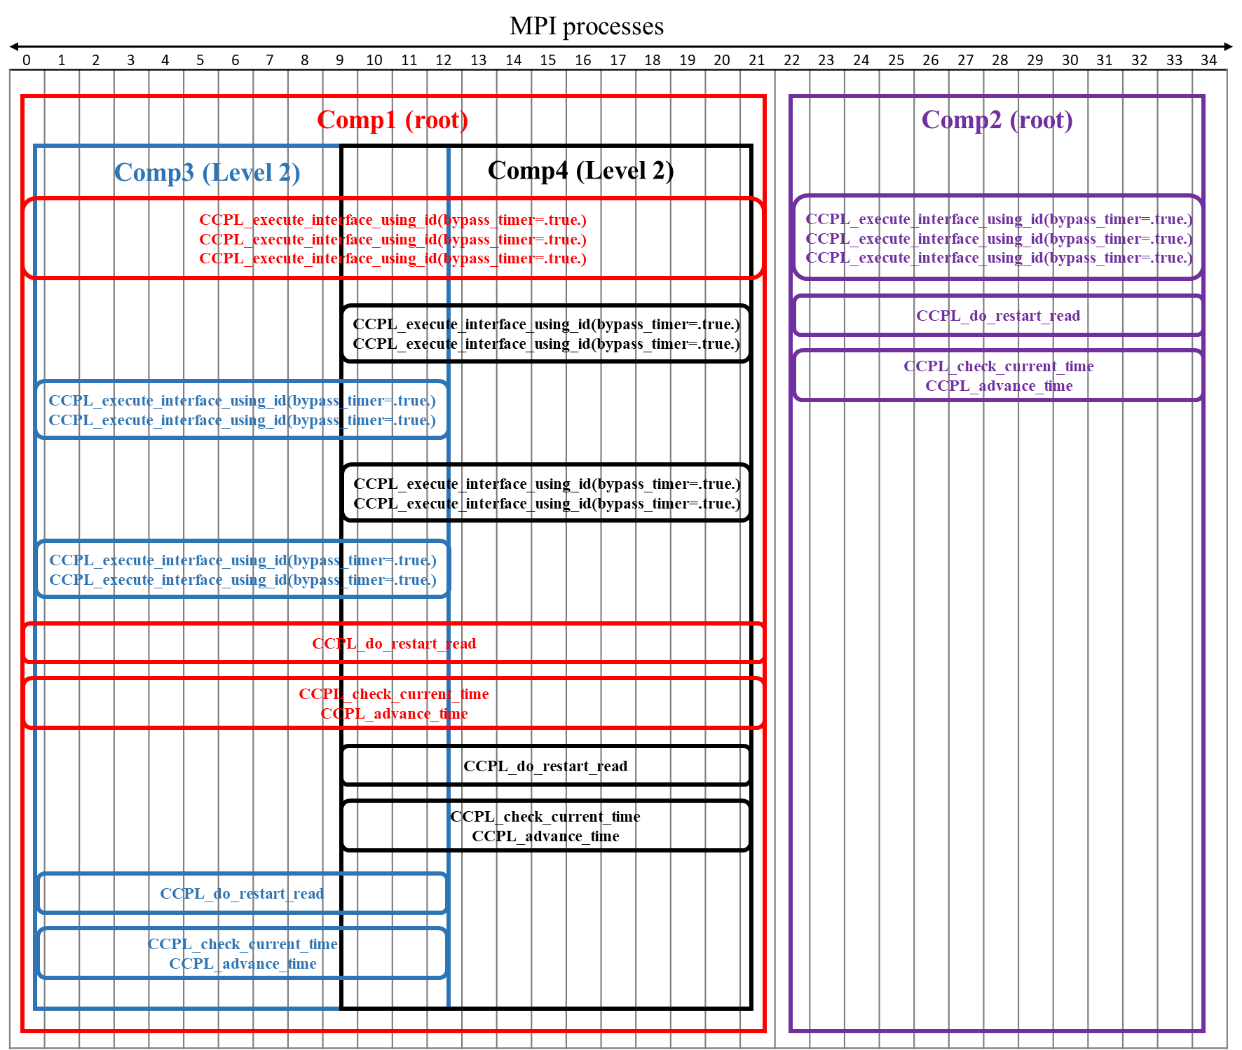 MPI processes
0 1 2 3 4 5 6 7 8 9 10 11 12 13 14 15 16 17 18 19 20 21 22 23 24 25 26 27 28 29 30 31 32 33 34
Comp1 (root)
Comp3 (Level 2)
Comp4 (Level 2)
CCPL_execute_interface_using_id(bypass_timer=.true.)
CCPL_execute_interface_using_id(bypass_timer=.true.)
CCPL_execute_interface_using_id(bypass_timer=.true.)
CCPL_execute_interface_using_id(bypass_timer=.true.)
CCPL_execute_interface_using_id(bypass_timer=.true.)
CCPL_execute_interface_using_id(bypass_timer=.true.)
CCPL_execute_interface_using_id(bypass_timer=.true.)
CCPL_execute_interface_using_id(bypass_timer=.true.)
CCPL_execute_interface_using_id(bypass_timer=.true.)
CCPL_execute_interface_using_id(bypass_timer=.true.)
CCPL_execute_interface_using_id(bypass_timer=.true.)
CCPL_do_restart_read
CCPL_check_current_time
CCPL_advance_time
CCPL_do_restart_read
CCPL_check_current_time
CCPL_advance_time
CCPL_do_restart_read
CCPL_check_current_time
CCPL_advance_time
Comp2 (root)
CCPL_execute_interface_using_id(bypass_timer=.true.)
CCPL_execute_interface_using_id(bypass_timer=.true.)
CCPL_execute_interface_using_id(bypass_timer=.true.)
CCPL_do_restart_read
CCPL_check_current_time
CCPL_advance_time